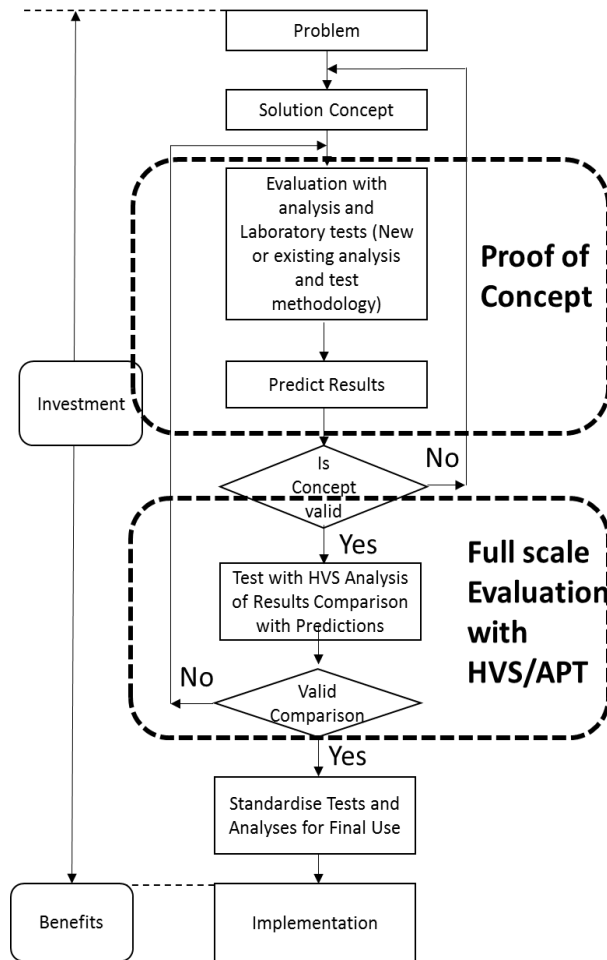 Problem
Solution Concept
Evaluation with
analysis and
Laboratory tests (New
or existing analysis
and test
methodology)
Proof of
Concept
Predict Results
Investment
Is
Concept
valid
No
Yes
Full scale
Evaluation
with
HVS/APT
Test with HVS Analysis
of Results Comparison
with Predictions
No
Valid
Comparison
Yes
Standardise Tests and
Analyses for Final Use
Benefits
Implementation